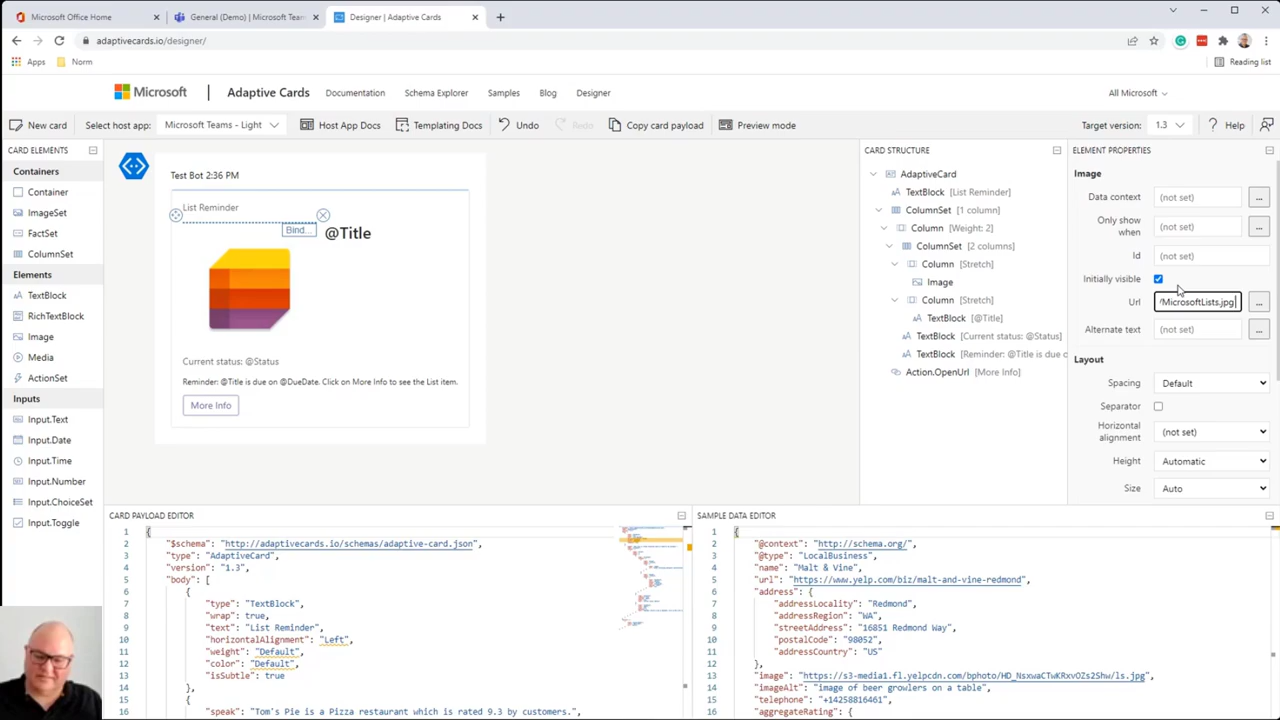 Microsoft Office Home
General (Demo) | Microsoft Team
Designer | Adaptive Cards
adaptivecards.io/designer/
Reading list
Apps
Norm
Microsoft
Adaptive Cards
Documentation
Schema Explorer
Samples
Blog
Designer
All Microsoft
New card
Select host app:
Microsoft Teams - Light
Host App Docs
Templating Docs
Undo
Redo
Copy card payload
Preview mode
Target version:
1.3
Help
CARD ELEMENTS
Containers
Container
ImageSet
FactSet
ColumnSet
Elements
TextBlock
RichTextBlock
Image
Media
ActionSet
Inputs
Input.Text
Input.Date
Input.Time
Input.Number
Input.ChoiceSet
Input.Toggle
Test Bot 2:36 PM
List Reminder
Bind...
@Title
Current status: @Status
Reminder: @Title is due on @DueDate. Click on More Info to see the List item.
More Info
CARD STRUCTURE
AdaptiveCard
TextBlock [List Reminder]
ColumnSet [1 column]
Column [Weight: 2]
ColumnSet [2 columns]
Column [Stretch]
Image
Column [Stretch]
TextBlock [@Title]
TextBlock [Current status: @Status]
TextBlock [Reminder: @Title is due c
Action.OpenUrl [More Info]
ELEMENT PROPERTIES
Image
Data context (not set) ...
Only show when (not set) ...
Id (not set)
Initially visible
Url /MicrosoftLists.jpg ...
Alternate text (not set) ...
Layout
Spacing Default
Separator
Horizontal alignment (not set)
Height Automatic
Size Auto
CARD PAYLOAD EDITOR
1 {
2 "$schema": "http://adaptivecards.io/schemas/adaptive-card.json",
3 "type": "AdaptiveCard",
4 "version": "1.3",
5 "body": [
6 {
7 "type": "TextBlock",
8 "wrap": true,
9 "text": "List Reminder",
10 "horizontalAlignment": "Left",
11 "weight": "Default",
12 "color": "Default",
13 "isSubtle": true
14 },
15 {
16 "speak": "Tom's Pie is a Pizza restaurant which is rated 9.3 by customers.",
SAMPLE DATA EDITOR
1 {
2 "@context": "http://schema.org/",
3 "@type": "LocalBusiness",
4 "name": "Malt & Vine",
5 "url": "https://www.yelp.com/biz/malt-and-vine-redmond",
6 "address": {
7 "addressLocality": "Redmond",
8 "addressRegion": "WA",
9 "streetAddress": "16851 Redmond Way",
10 "postalCode": "98052",
11 "addressCountry": "US"
12 },
13 "image": "https://s3-media1.fl.yelpcdn.com/bphoto/HD_NsxwaCTwKRxvOZs2Shw/ls.jpg",
14 "imageAlt": "image of beer growlers on a table",
15 "telephone": "+14258816461",
16 "aggregateRating": {